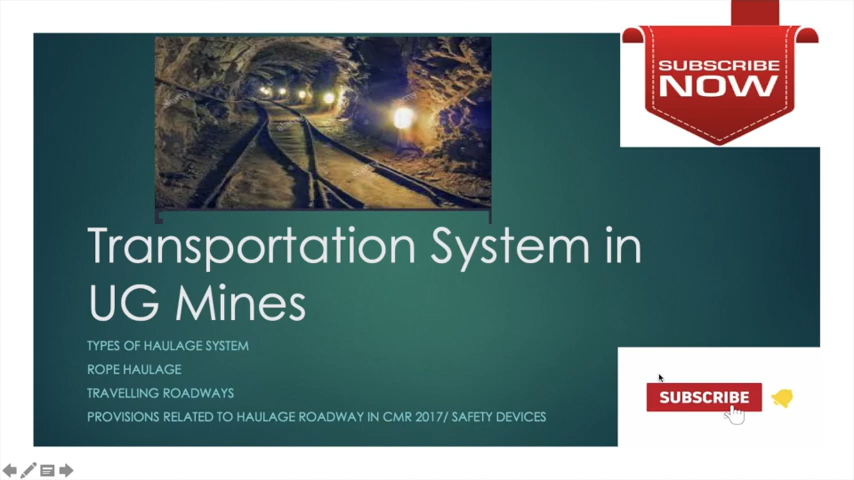 SUBSCRIBE
NOW
Transportation System in
UG Mines
TYPES OF HAULAGE SYSTEM
ROPE HAULAGE
TRAVELLING ROADWAYS
PROVISIONS RELATED TO HAULAGE ROADWAY IN CMR 2017/ SAFETY DEVICES
SUBSCRIBE